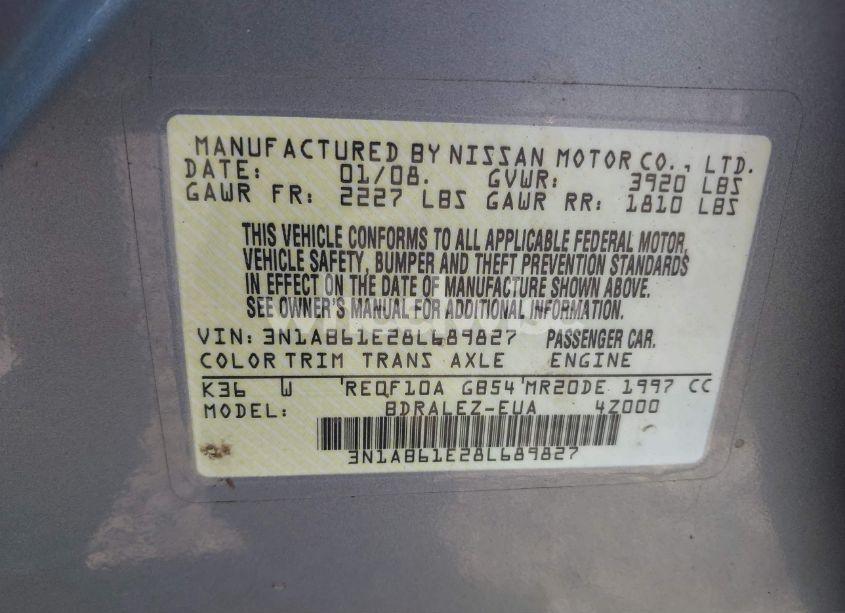 MANUFACTURED BY NISSAN MOTOR CO., LTD.
DATE: 01/08. GVWR: 3920 LBS
GAWR FR: 2227 LBS GAWR RR: 1810 LBS
THIS VEHICLE CONFORMS TO ALL APPLICABLE FEDERAL MOTOR
VEHICLE SAFETY, BUMPER AND THEFT PREVENTION STANDARDS
IN EFFECT ON THE DATE OF MANUFACTURE SHOWN ABOVE.
SEE OWNER'S MANUAL FOR ADDITIONAL INFORMATION.
VIN: 3N1AB61E28L689827 PASSENGER CAR.
COLOR TRIM TRANS AXLE ENGINE
K36 W RE0F10A GB54 MR20DE 1997 CC
MODEL: BDRALEZ-EUA 4Z000
3N1AB61E28L689827